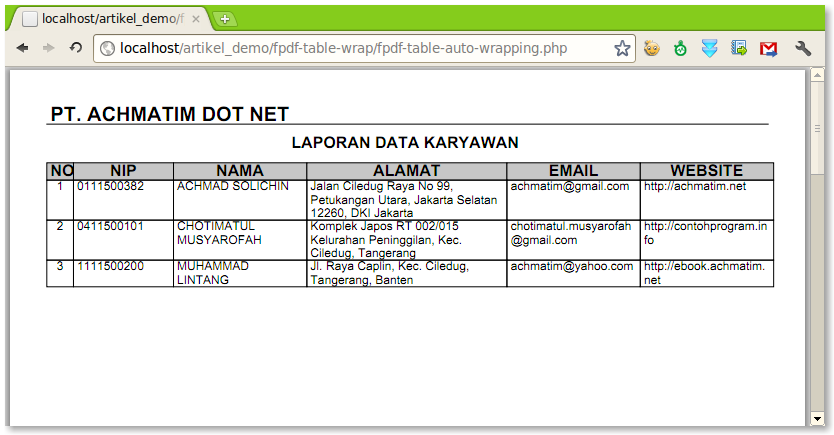 localhost/artikel_demo/f
localhost/artikel_demo/fpdf-table-wrap/fpdf-table-auto-wrapping.php
PT. ACHMATIM DOT NET
LAPORAN DATA KARYAWAN
NO NIP NAMA ALAMAT EMAIL WEBSITE
1 0111500382 ACHMAD SOLICHIN Jalan Ciledug Raya No 99, achmatim@gmail.com http://achmatim.net
Petukangan Utara, Jakarta Selatan
12260, DKI Jakarta
2 0411500101 CHOTIMATUL Komplek Japos RT 002/015 chotimatul.musyarofah http://contohprogram.in
MUSYAROFAH Kelurahan Peninggilan, Kec. @gmail.com fo
Ciledug, Tangerang
3 1111500200 MUHAMMAD Jl. Raya Caplin, Kec. Ciledug, achmatim@yahoo.com http://ebook.achmatim.
LINTANG Tangerang, Banten net